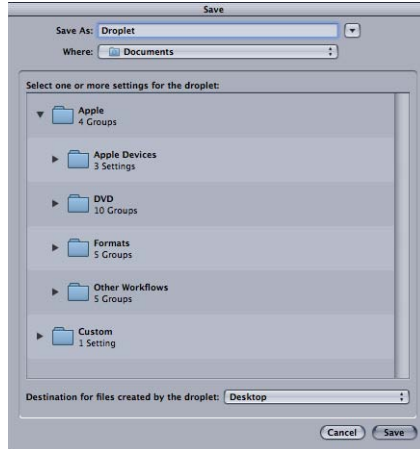 Save
Save As: Droplet
Where: Documents
Select one or more settings for the droplet:
Apple
4 Groups
Apple Devices
3 Settings
DVD
10 Groups
Formats
5 Groups
Other Workflows
5 Groups
Custom
1 Setting
Destination for files created by the droplet: Desktop
Cancel Save